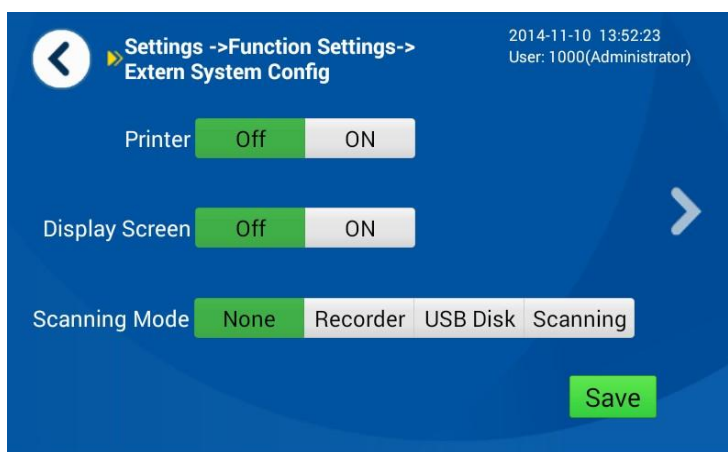 Settings ->Function Settings->
Extern System Config
2014-11-10 13:52:23
User: 1000(Administrator)
Printer Off ON
Display Screen Off ON
Scanning Mode None Recorder USB Disk Scanning
Save